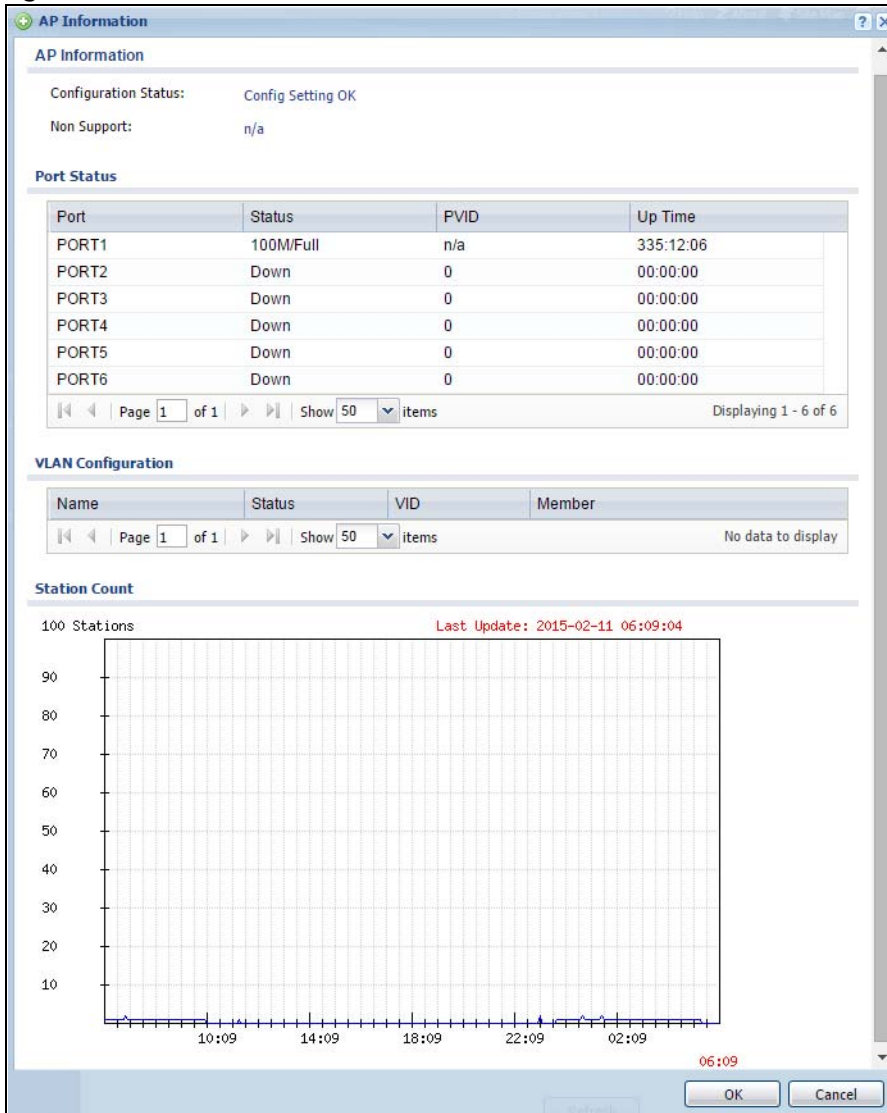 AP Information
AP Information
Configuration Status: Config Setting OK
Non Support: n/a
Port Status
Port Status PVID Up Time
PORT1 100M/Full n/a 335:12:06
PORT2 Down 0 00:00:00
PORT3 Down 0 00:00:00
PORT4 Down 0 00:00:00
PORT5 Down 0 00:00:00
PORT6 Down 0 00:00:00
Page 1 of 1 Show 50 items Displaying 1 - 6 of 6
VLAN Configuration
Name Status VID Member
Page 1 of 1 Show 50 items No data to display
Station Count
100 Stations Last Update: 2015-02-11 06:09:04
90
80
70
60
50
40
30
20
10
10:09 14:09 18:09 22:09 02:09
06:09
OK Cancel